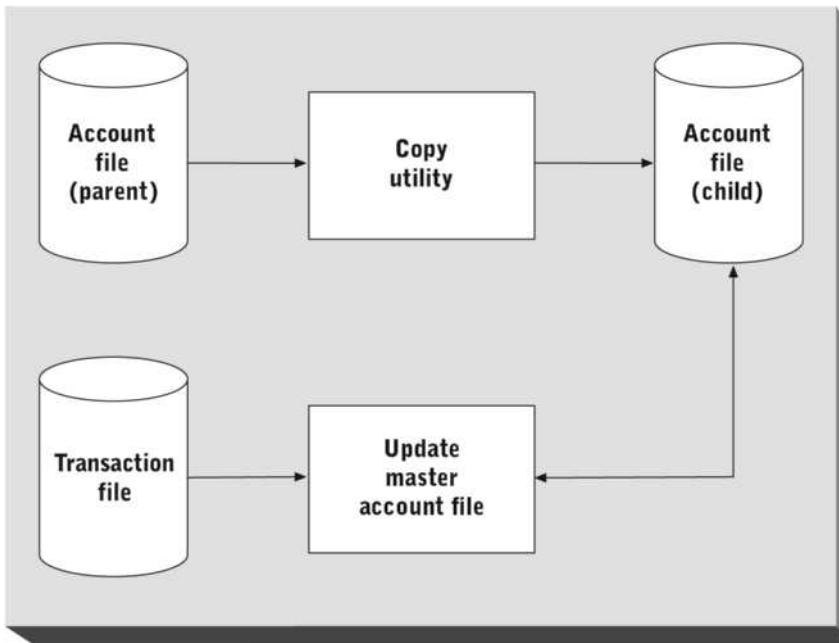 Account
file
(parent)
Copy
utility
Account
file
(child)
Transaction
file
Update
master
account file